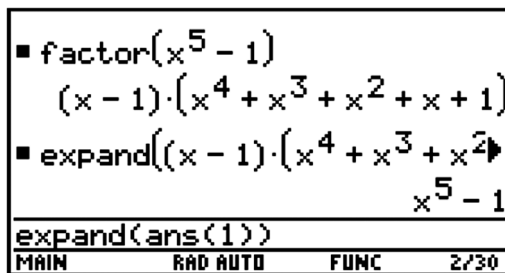 ▪ factor(x⁵ − 1)
(x − 1)·(x⁴ + x³ + x² + x + 1)
▪ expand((x − 1)·(x⁴ + x³ + x²▶
x⁵ − 1
expand(ans(1))
MAIN RAD AUTO FUNC 2/30